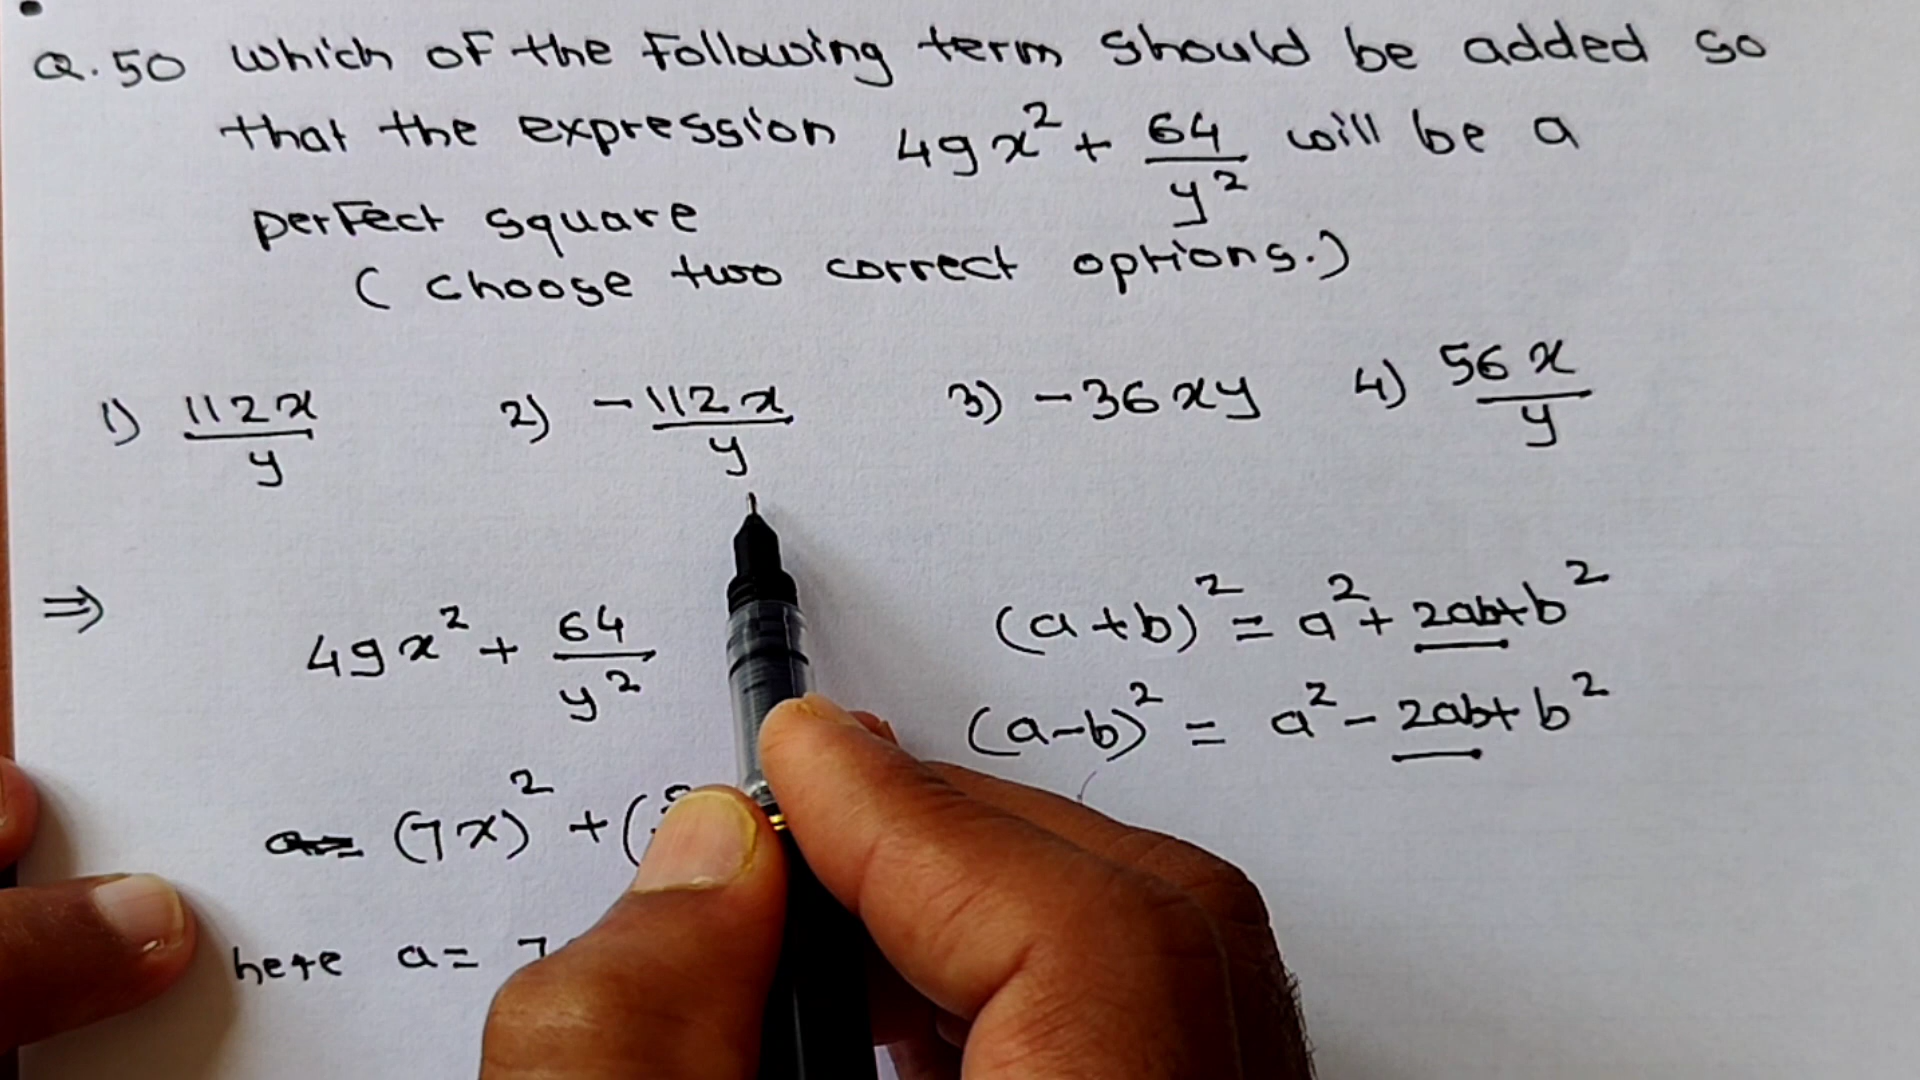 Q.50 Which of the following term should be added so
that the expression 49x² + 64/y² will be a
perfect square
( choose two correct options.)
1) 112x/y 2) -112x/y 3) -36xy 4) 56x/y
⇒ 49x² + 64/y² (a+b)² = a² + 2ab + b²
(a-b)² = a² - 2ab + b²
(7x)² + (
here a = 7